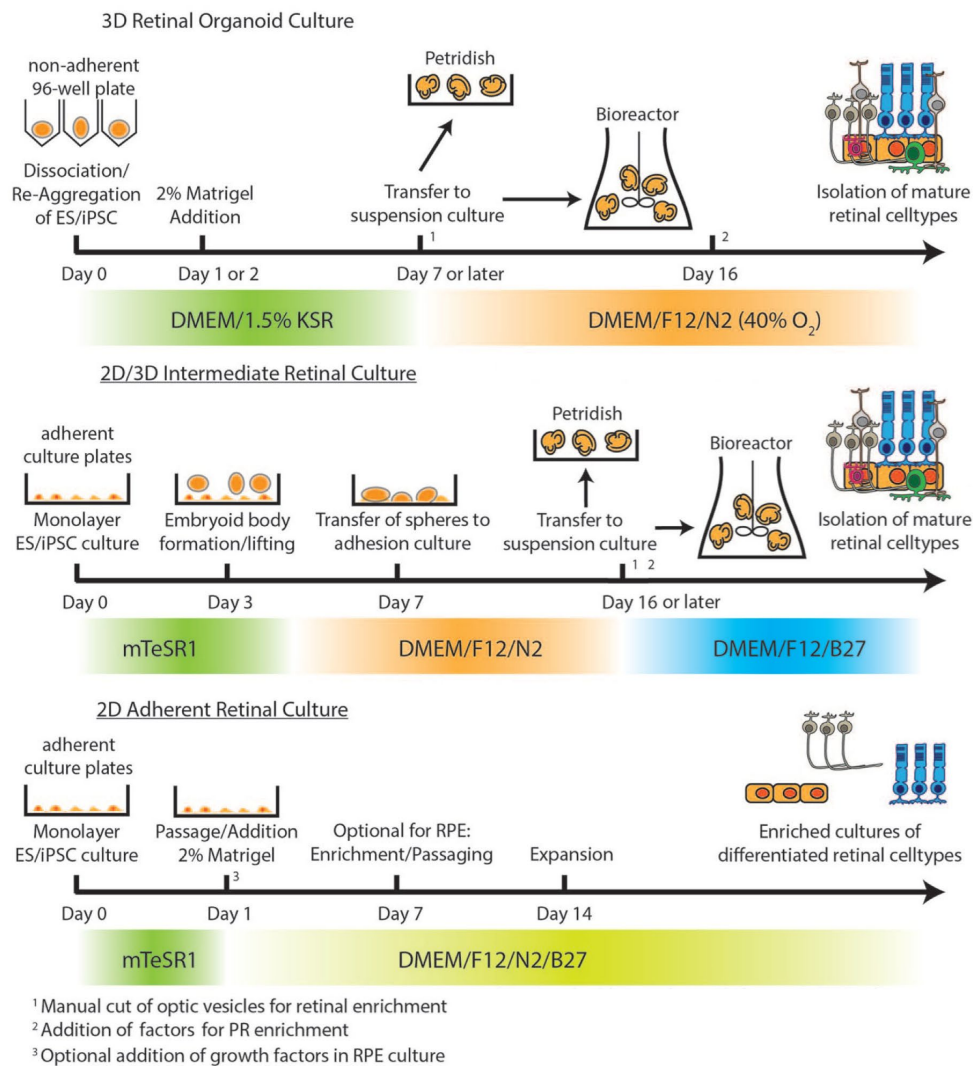 3D Retinal Organoid Culture
non-adherent
96-well plate
Petridish
Bioreactor
Dissociation/
Re-Aggregation
of ES/iPSC
2% Matrigel
Addition
Transfer to
suspension culture
Isolation of mature
retinal celltypes
1
2
Day 0
Day 1 or 2
Day 7 or later
Day 16
DMEM/1.5% KSR
DMEM/F12/N2 (40% O₂)
2D/3D Intermediate Retinal Culture
adherent
culture plates
Petridish
Bioreactor
Monolayer
ES/iPSC culture
Embryoid body
formation/lifting
Transfer of spheres to
adhesion culture
Transfer to
suspension culture
Isolation of mature
retinal celltypes
1 2
Day 0
Day 3
Day 7
Day 16 or later
mTeSR1
DMEM/F12/N2
DMEM/F12/B27
2D Adherent Retinal Culture
adherent
culture plates
Monolayer
ES/iPSC culture
Passage/Addition
2% Matrigel
Optional for RPE:
Enrichment/Passaging
Expansion
Enriched cultures of
differentiated retinal celltypes
3
Day 0
Day 1
Day 7
Day 14
mTeSR1
DMEM/F12/N2/B27
¹ Manual cut of optic vesicles for retinal enrichment
² Addition of factors for PR enrichment
³ Optional addition of growth factors in RPE culture